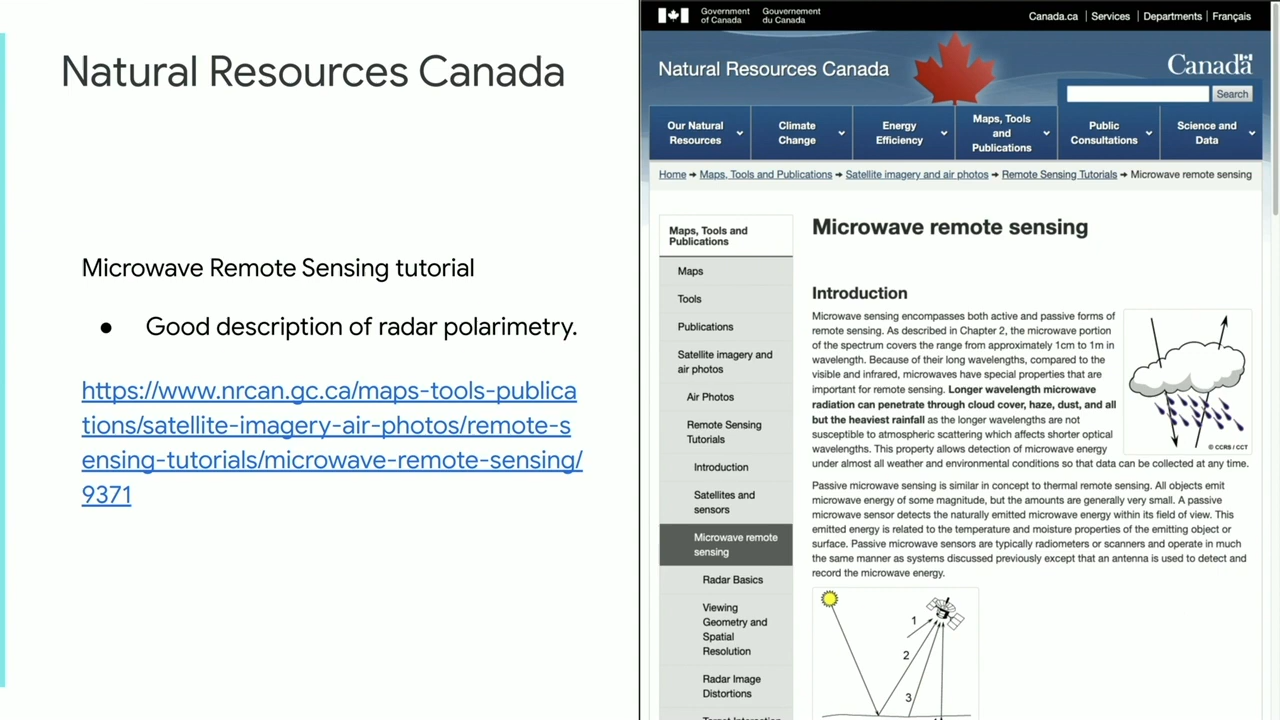 Natural Resources Canada
Microwave Remote Sensing tutorial
● Good description of radar polarimetry.
https://www.nrcan.gc.ca/maps-tools-publica
tions/satellite-imagery-air-photos/remote-s
ensing-tutorials/microwave-remote-sensing/
9371
Government
of Canada
Gouvernement
du Canada
Canada.ca | Services | Departments | Français
Natural Resources Canada
Canada
Search
Our Natural
Resources
Climate
Change
Energy
Efficiency
Maps, Tools
and
Publications
Public
Consultations
Science and
Data
Home → Maps, Tools and Publications → Satellite imagery and air photos → Remote Sensing Tutorials → Microwave remote sensing
Maps, Tools and
Publications
Maps
Tools
Publications
Satellite imagery and
air photos
Air Photos
Remote Sensing
Tutorials
Introduction
Satellites and
sensors
Microwave remote
sensing
Radar Basics
Viewing
Geometry and
Spatial
Resolution
Radar Image
Distortions
Microwave remote sensing
Introduction
Microwave sensing encompasses both active and passive forms of
remote sensing. As described in Chapter 2, the microwave portion
of the spectrum covers the range from approximately 1cm to 1m in
wavelength. Because of their long wavelengths, compared to the
visible and infrared, microwaves have special properties that are
important for remote sensing. Longer wavelength microwave
radiation can penetrate through cloud cover, haze, dust, and all
but the heaviest rainfall as the longer wavelengths are not
susceptible to atmospheric scattering which affects shorter optical
wavelengths. This property allows detection of microwave energy
under almost all weather and environmental conditions so that data can be collected at any time.
© CCRS / CCT
Passive microwave sensing is similar in concept to thermal remote sensing. All objects emit
microwave energy of some magnitude, but the amounts are generally very small. A passive
microwave sensor detects the naturally emitted microwave energy within its field of view. This
emitted energy is related to the temperature and moisture properties of the emitting object or
surface. Passive microwave sensors are typically radiometers or scanners and operate in much
the same manner as systems discussed previously except that an antenna is used to detect and
record the microwave energy.
1
2
3